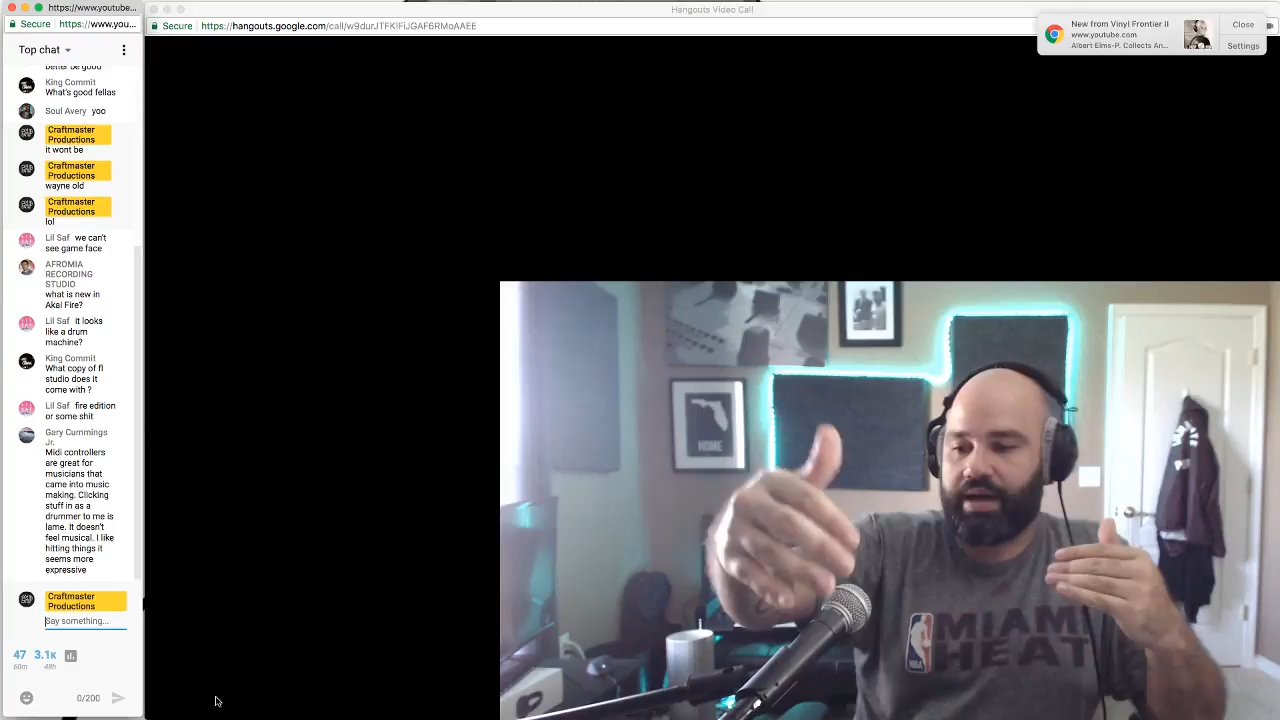 https://www.youtube...
Secure
https://www.you...
Top chat
better be good
King Commit
What's good fellas
Soul Avery yoo
Craftmaster
Productions
it wont be
Craftmaster
Productions
wayne old
Craftmaster
Productions
lol
Lil Saf we can't
see game face
AFROMIA
RECORDING
STUDIO
what is new in
Akai Fire?
Lil Saf it looks
like a drum
machine?
King Commit
What copy of fl
studio does it
come with ?
Lil Saf fire edition
or some shit
Gary Cummings
Jr.
Midi controllers
are great for
musicians that
came into music
making. Clicking
stuff in as a
drummer to me is
lame. It doesn't
feel musical. I like
hitting things it
seems more
expressive
Craftmaster
Productions
Say something...
47 3.1K
60m 48h
0/200
Hangouts Video Call
Secure
New from Vinyl Frontier II
www.youtube.com
Albert Elms-P. Collects An...
Close
Settings
HOME
NBA
MIAMI
HEAT